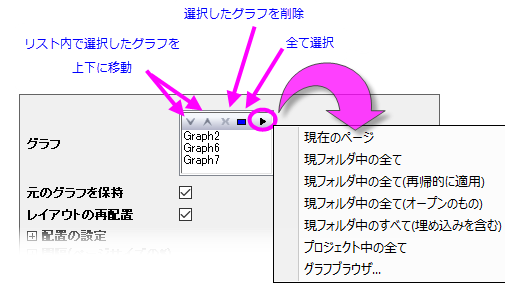 選択したグラフを削除
リスト内で選択したグラフを
上下に移動
全て選択
グラフ
Graph2
Graph6
Graph7
元のグラフを保持
レイアウトの再配置
配置の設定
現在のページ
現フォルダ中の全て
現フォルダ中の全て(再帰的に適用)
現フォルダ中の全て(オープンのもの)
現フォルダ中のすべて(埋め込みを含む)
プロジェクト中の全て
グラフブラウザ...